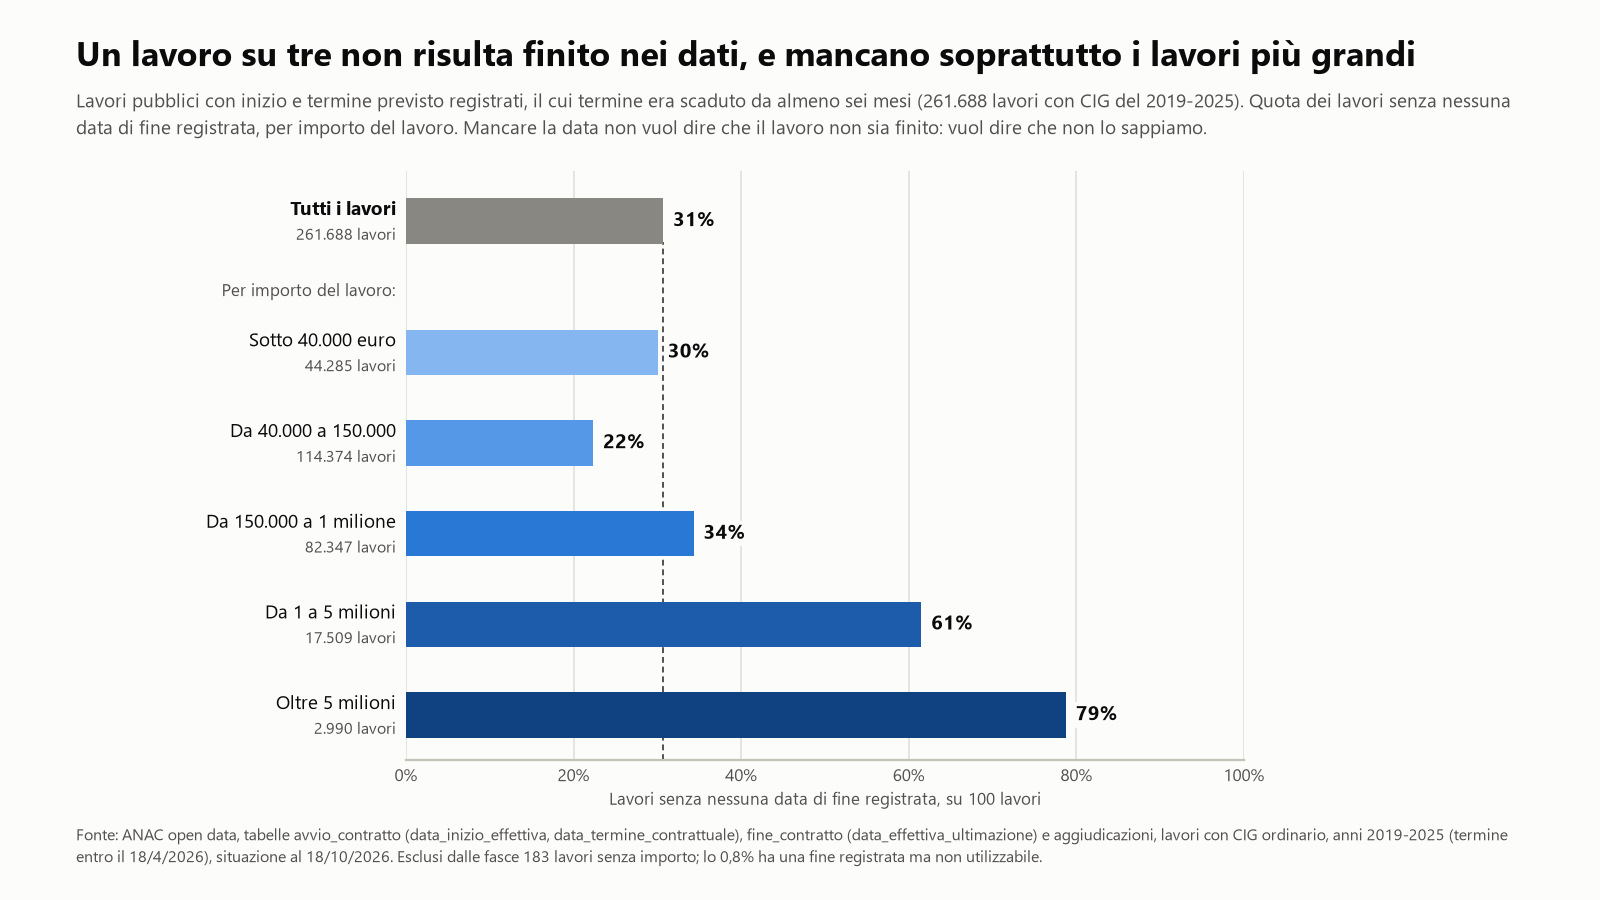 Un lavoro su tre non risulta finito nei dati, e mancano soprattutto i lavori più grandi
Lavori pubblici con inizio e termine previsto registrati, il cui termine era scaduto da almeno sei mesi (261.688 lavori con CIG del 2019-2025). Quota dei lavori senza nessuna
data di fine registrata, per importo del lavoro. Mancare la data non vuol dire che il lavoro non sia finito: vuol dire che non lo sappiamo.
Tutti i lavori
261.688 lavori
31%
Per importo del lavoro:
Sotto 40.000 euro
44.285 lavori
30%
Da 40.000 a 150.000
114.374 lavori
22%
Da 150.000 a 1 milione
82.347 lavori
34%
Da 1 a 5 milioni
17.509 lavori
61%
Oltre 5 milioni
2.990 lavori
79%
0% 20% 40% 60% 80% 100%
Lavori senza nessuna data di fine registrata, su 100 lavori
Fonte: ANAC open data, tabelle avvio_contratto (data_inizio_effettiva, data_termine_contrattuale), fine_contratto (data_effettiva_ultimazione) e aggiudicazioni, lavori con CIG ordinario, anni 2019-2025 (termine
entro il 18/4/2026), situazione al 18/10/2026. Esclusi dalle fasce 183 lavori senza importo; lo 0,8% ha una fine registrata ma non utilizzabile.